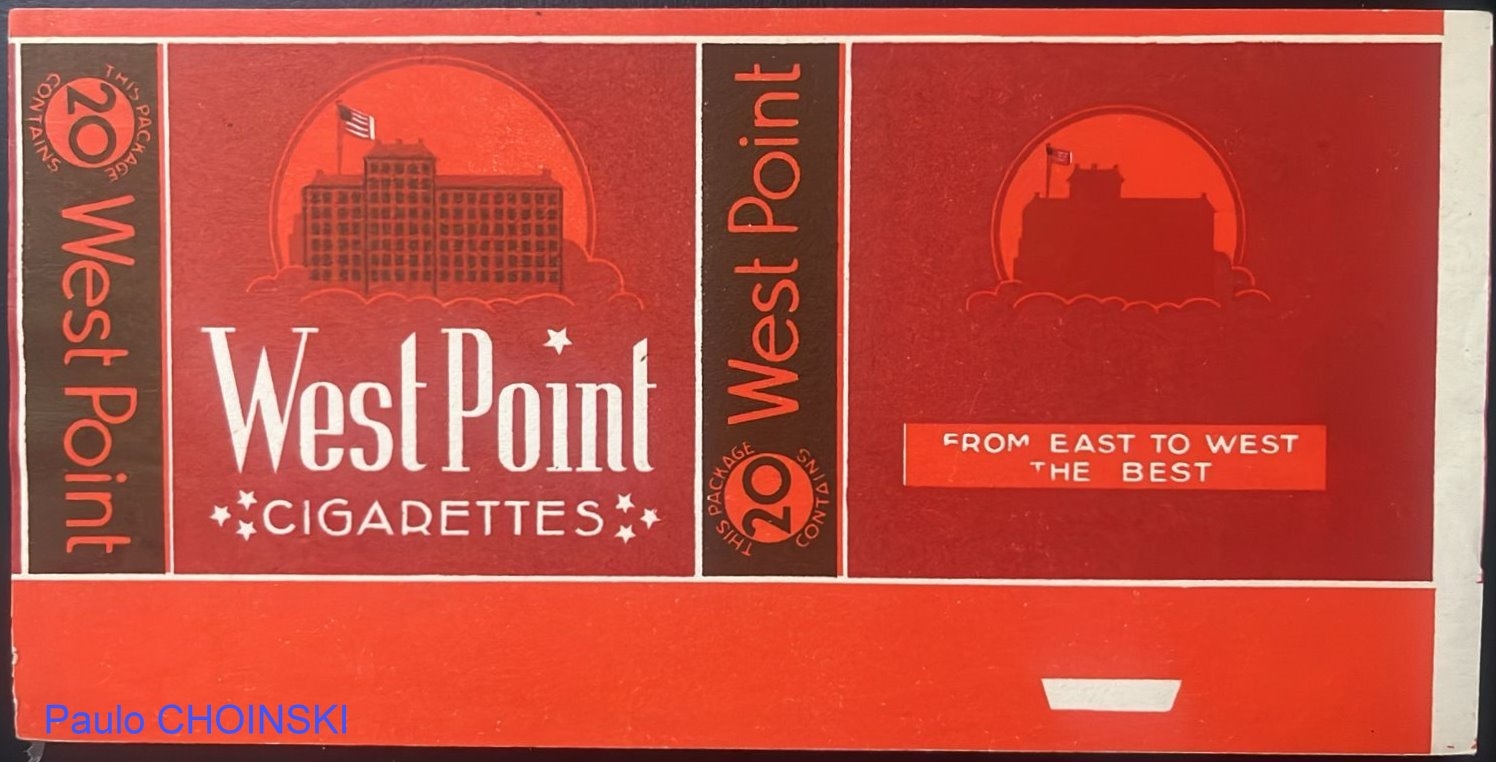 THIS PACKAGE
20
CONTAINS
West Point
West Point
CIGARETTES
West Point
THIS PACKAGE
20
CONTAINS
FROM EAST TO WEST
THE BEST
Paulo CHOINSKI